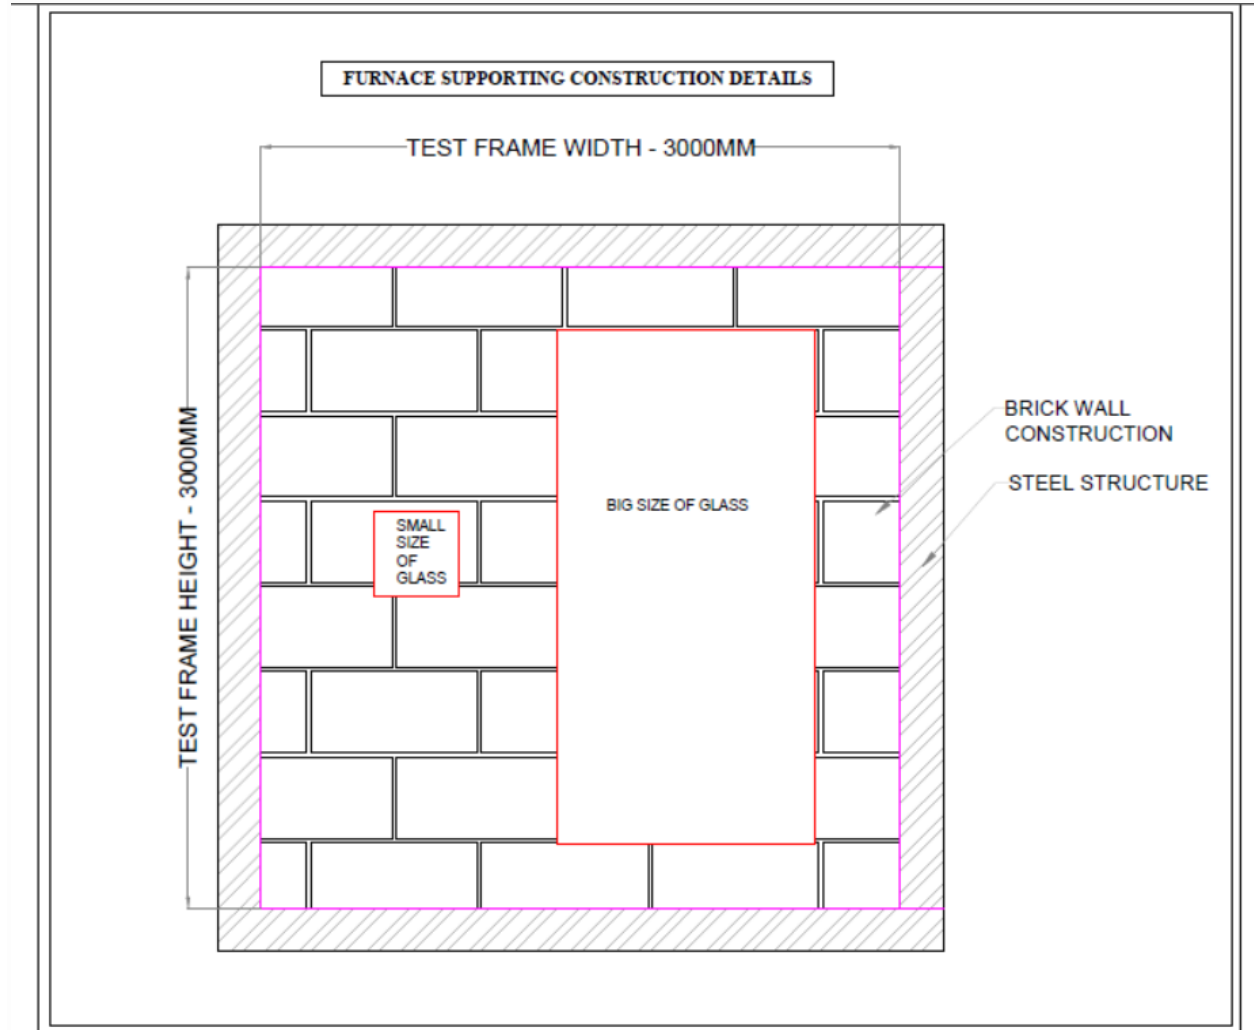 FURNACE SUPPORTING CONSTRUCTION DETAILS
TEST FRAME WIDTH - 3000MM
TEST FRAME HEIGHT - 3000MM
BRICK WALL
CONSTRUCTION
STEEL STRUCTURE
BIG SIZE OF GLASS
SMALL
SIZE
OF
GLASS